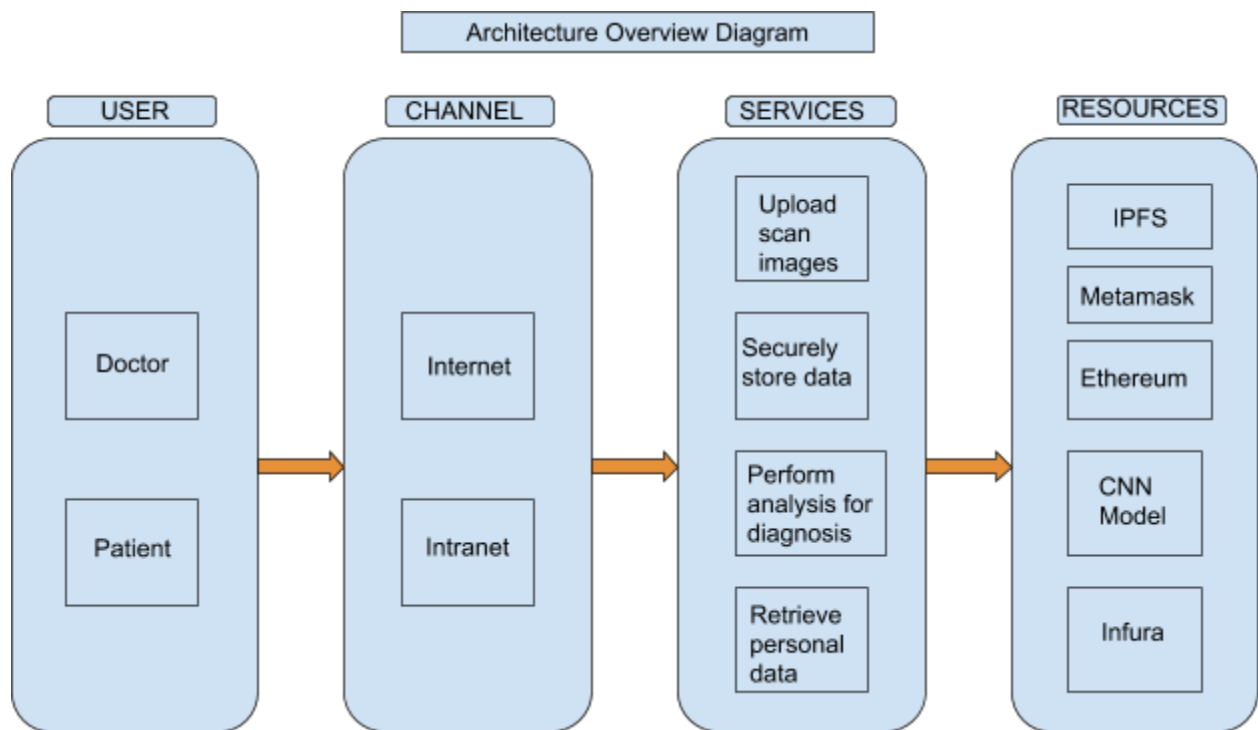 Architecture Overview Diagram
USER
CHANNEL
SERVICES
RESOURCES
Doctor
Patient
Internet
Intranet
Upload
scan
images
Securely
store data
Perform
analysis for
diagnosis
Retrieve
personal
data
IPFS
Metamask
Ethereum
CNN
Model
Infura